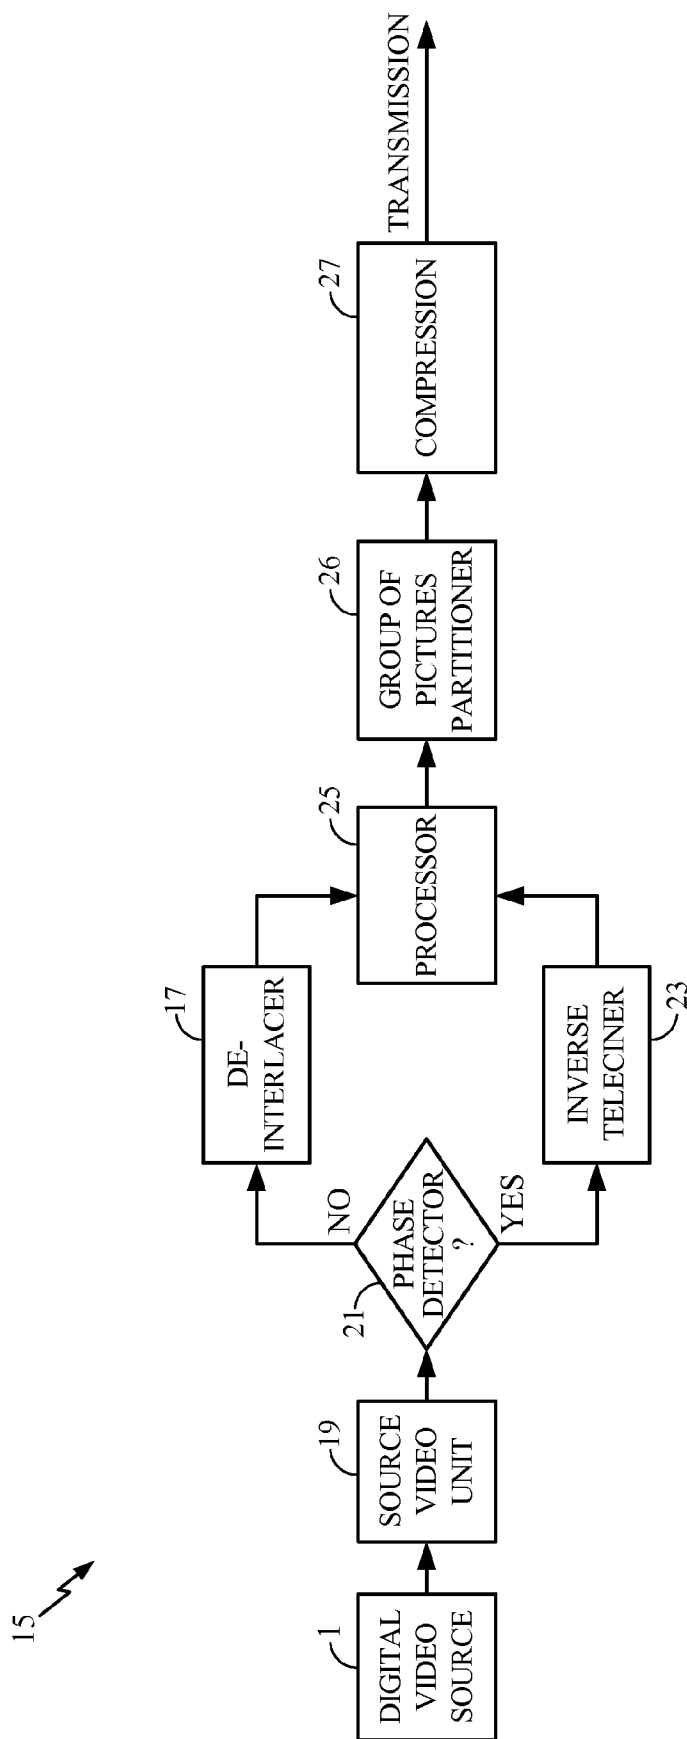 15
1
DIGITAL
VIDEO
SOURCE
19
SOURCE
VIDEO
UNIT
21
PHASE
DETECTOR
?
NO
YES
17
DE-
INTERLACER
INVERSE
TELECINER
23
25
PROCESSOR
26
GROUP OF
PICTURES
PARTITIONER
27
COMPRESSION
TRANSMISSION